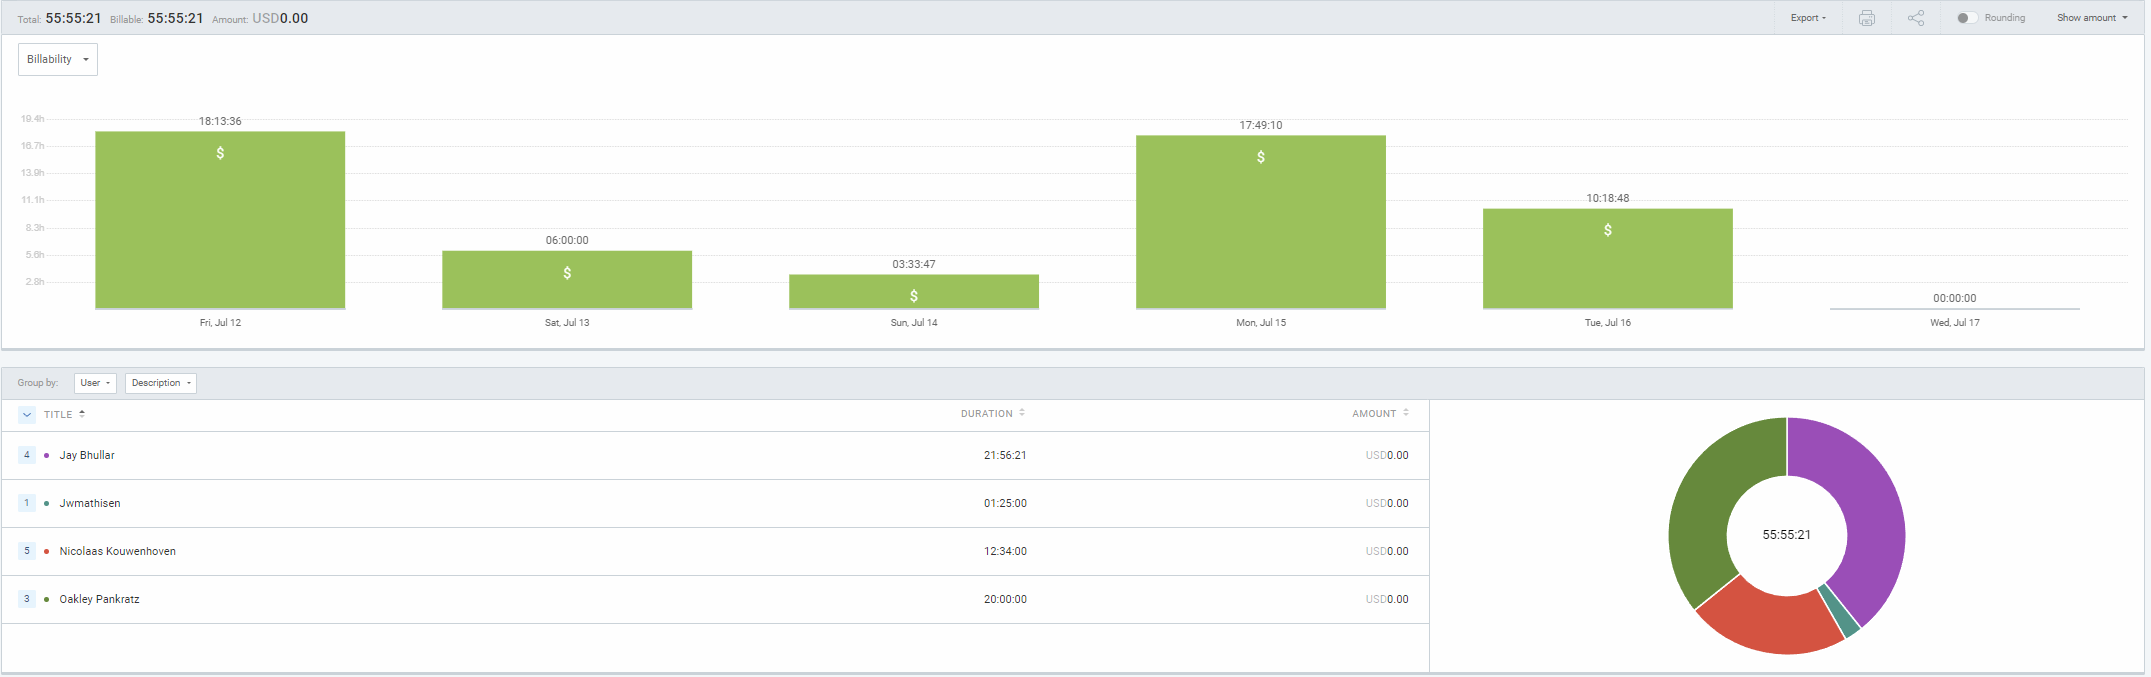 Total: 55:55:21 Billable: 55:55:21 Amount: USD0.00 Export Rounding Show amount
Billability
19.4h
16.7h
13.9h
11.1h
8.3h
5.6h
2.8h
18:13:36
$
06:00:00
$
03:33:47
$
17:49:10
$
10:18:48
$
00:00:00
Fri, Jul 12 Sat, Jul 13 Sun, Jul 14 Mon, Jul 15 Tue, Jul 16 Wed, Jul 17
Group by: User Description
TITLE DURATION AMOUNT
4 Jay Bhullar 21:56:21 USD0.00
1 Jwmathisen 01:25:00 USD0.00
5 Nicolaas Kouwenhoven 12:34:00 USD0.00
3 Oakley Pankratz 20:00:00 USD0.00
55:55:21